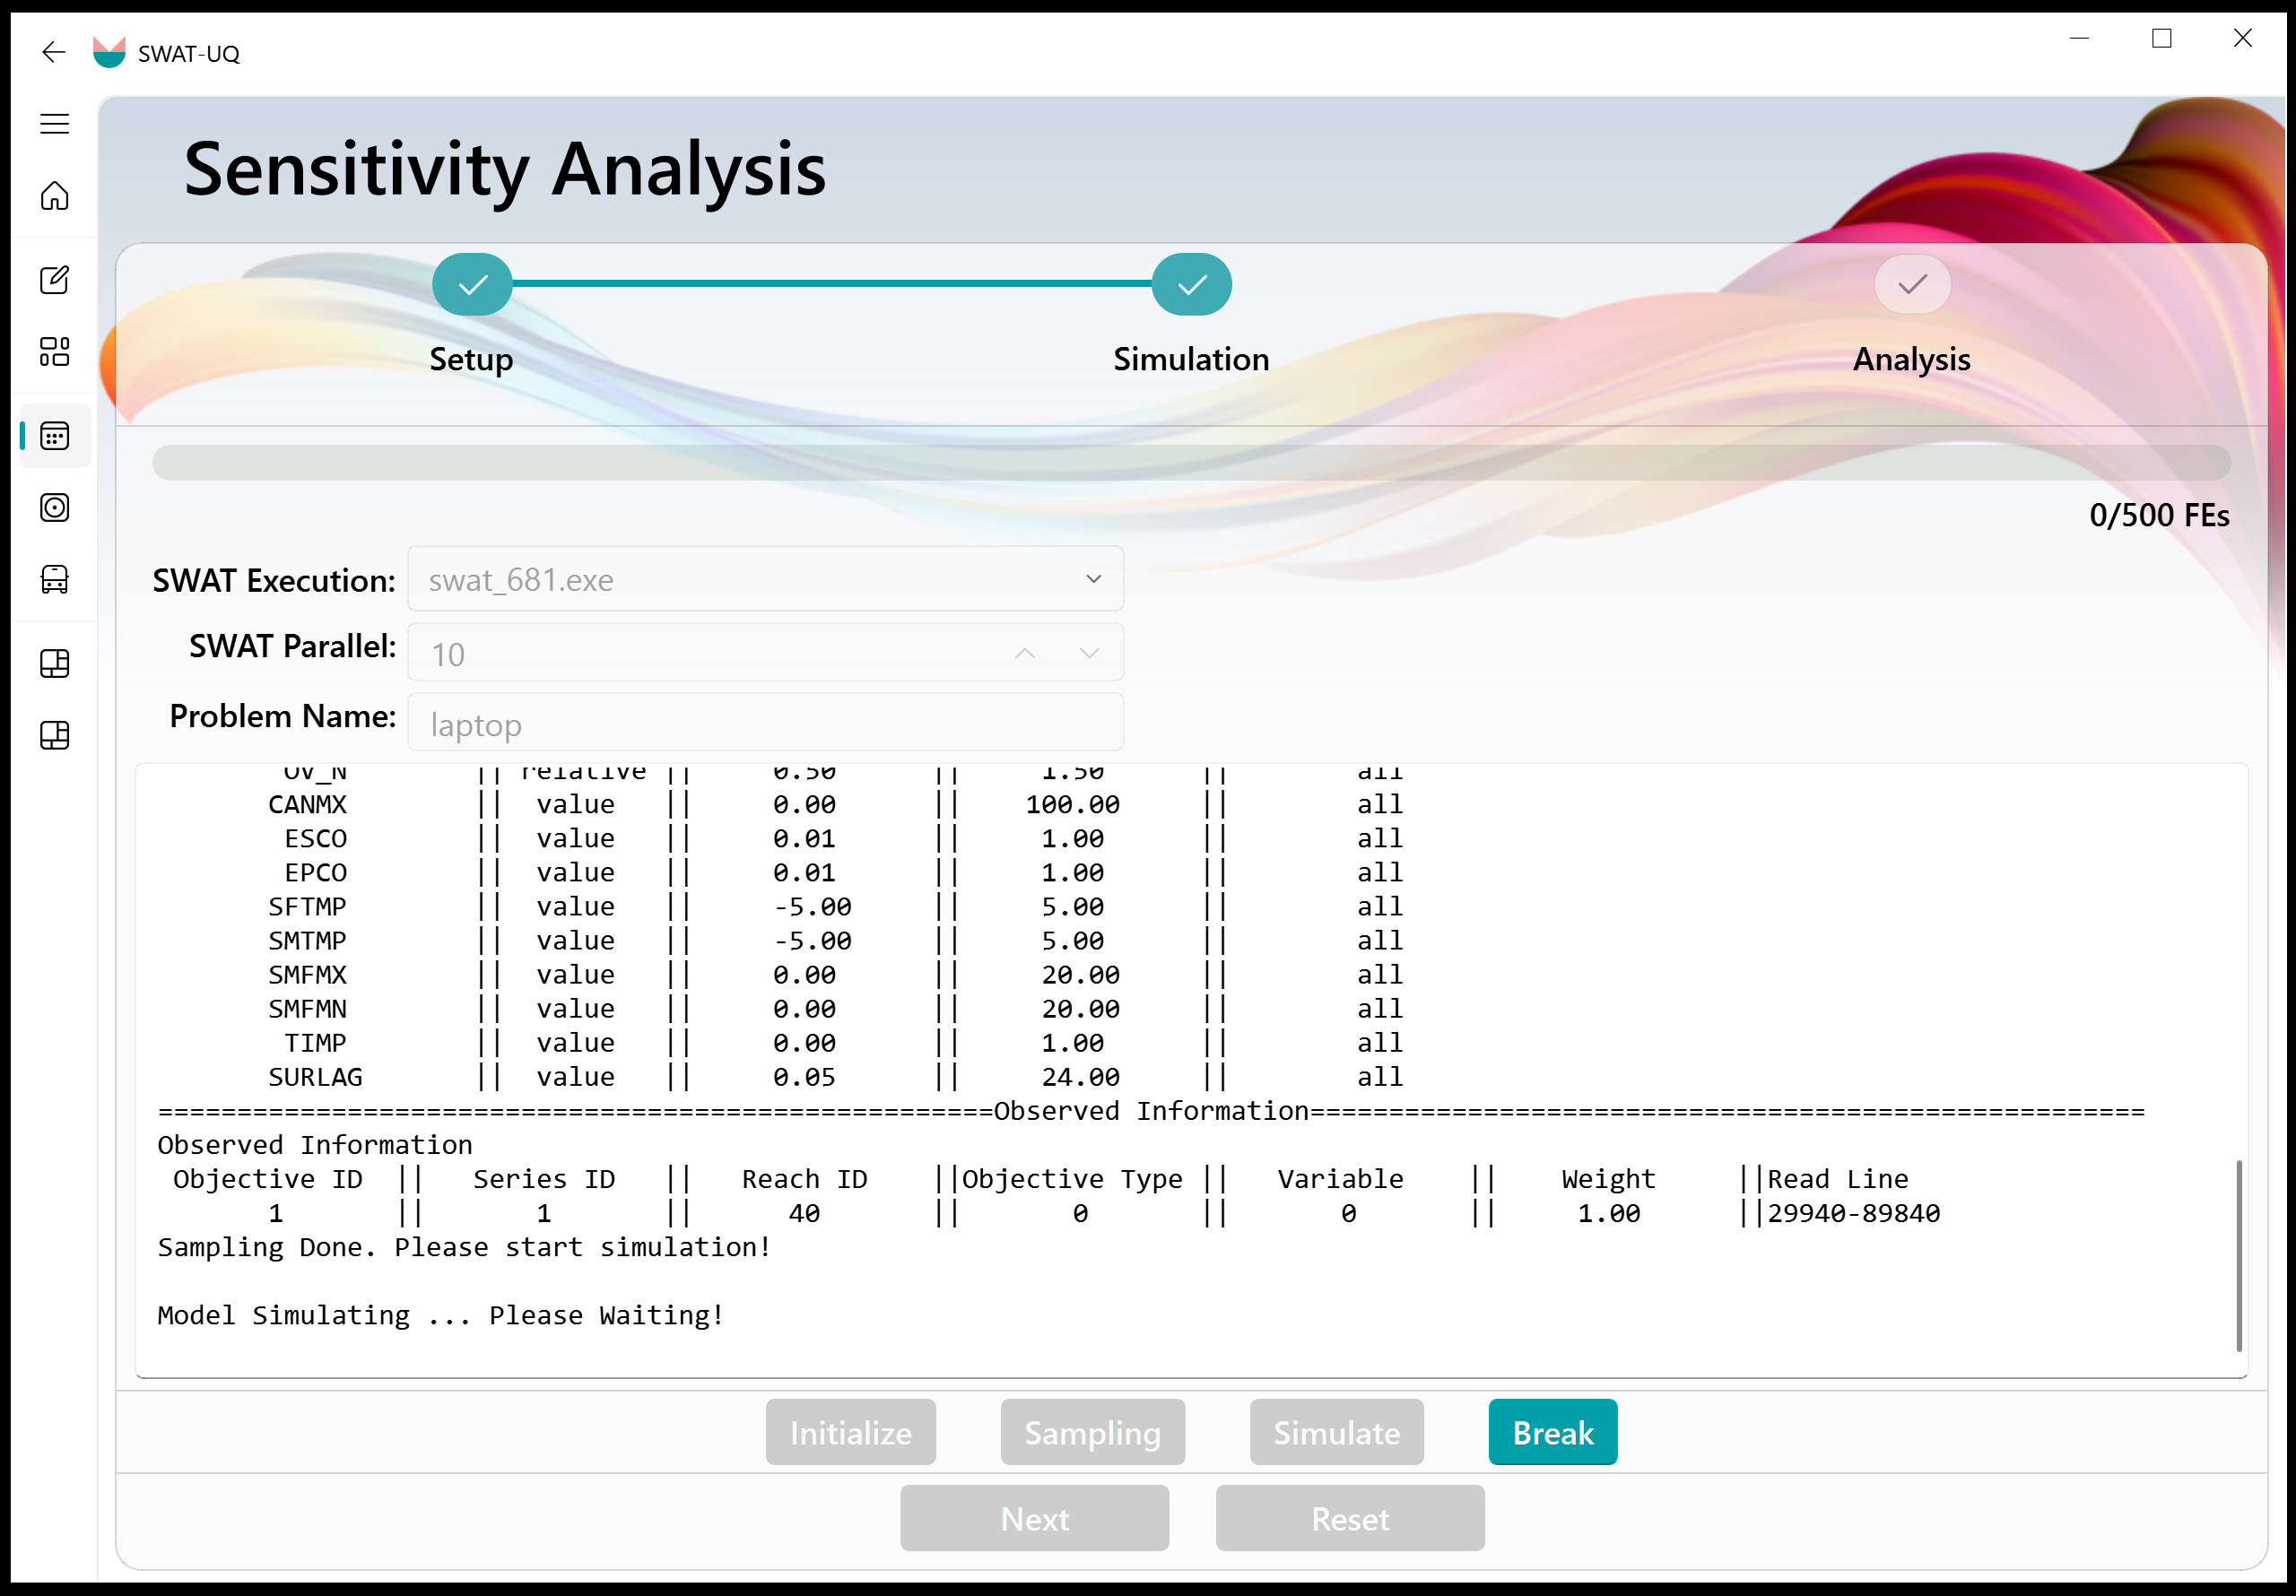 SWAT-UQ
Sensitivity Analysis
Setup Simulation Analysis
0/500 FEs
SWAT Execution: swat_681.exe
SWAT Parallel: 10
Problem Name: laptop
OV_N || relative || 0.50 || 1.50 || all
CANMX || value || 0.00 || 100.00 || all
ESCO || value || 0.01 || 1.00 || all
EPCO || value || 0.01 || 1.00 || all
SFTMP || value || -5.00 || 5.00 || all
SMTMP || value || -5.00 || 5.00 || all
SMFMX || value || 0.00 || 20.00 || all
SMFMN || value || 0.00 || 20.00 || all
TIMP || value || 0.00 || 1.00 || all
SURLAG || value || 0.05 || 24.00 || all
=====================================================Observed Information=====================================================
Observed Information
Objective ID || Series ID || Reach ID ||Objective Type || Variable || Weight ||Read Line
1 || 1 || 40 || 0 || 0 || 1.00 ||29940-89840
Sampling Done. Please start simulation!
Model Simulating ... Please Waiting!
Initialize Sampling Simulate Break
Next Reset